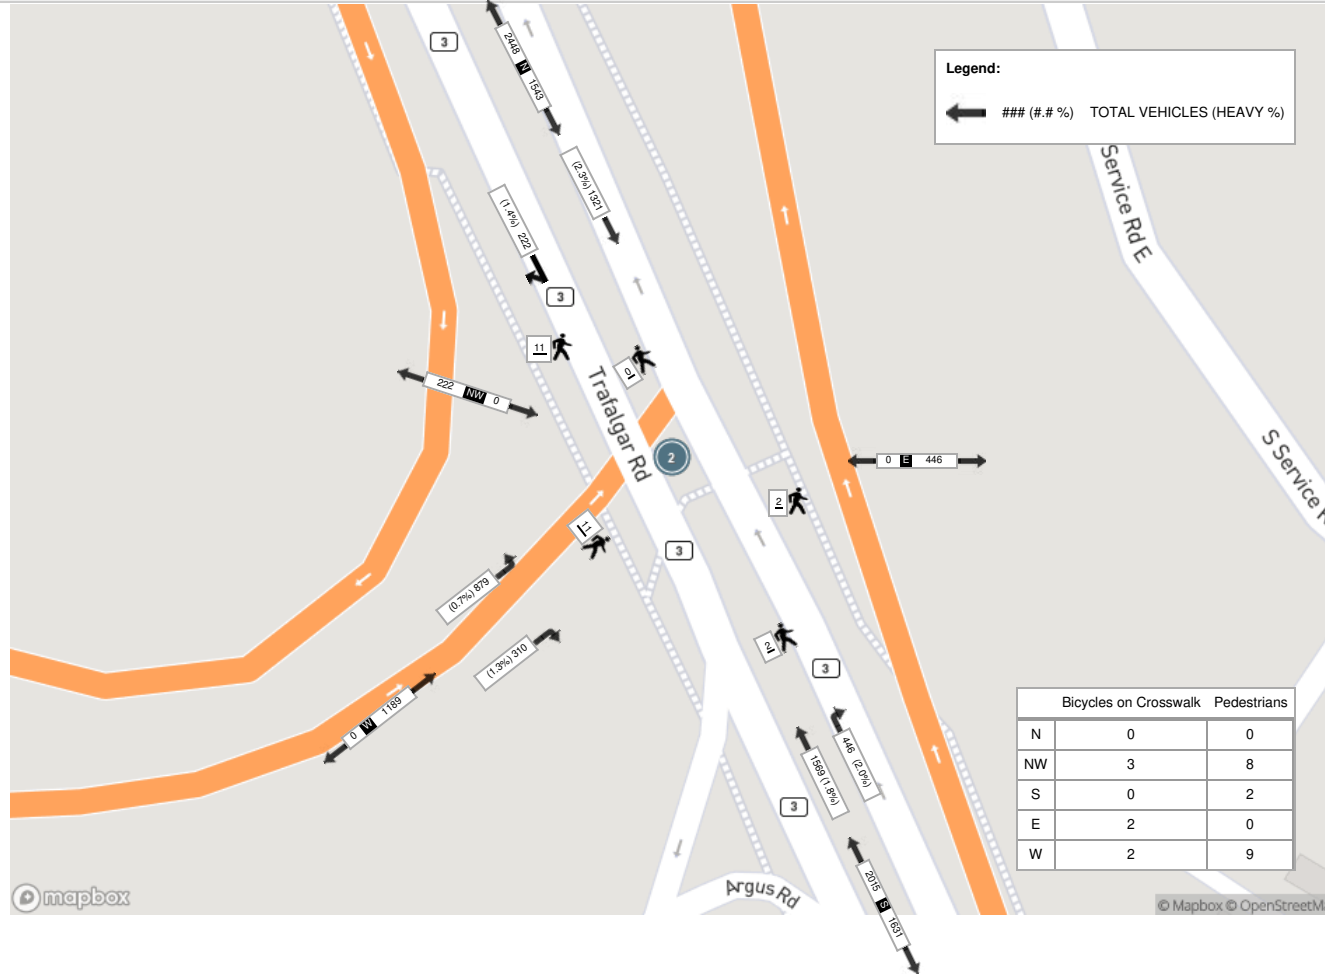 3
2448 N 1543
Legend:
### (#.# %) TOTAL VEHICLES (HEAVY %)
(2.3%) 1321
Service Rd E
(1.4%) 222
3
11
0
Trafalgar Rd
222 NW 0
2
0 E 446
S Service R
2
11
3
(0.7%) 879
(1.3%) 310
2
3
0 W 1189
446 (2.0%)
1569 (1.8%)
3
Bicycles on Crosswalk Pedestrians
N 0 0
NW 3 8
S 0 2
E 2 0
W 2 9
2015 S 1631
Argus Rd
mapbox
© Mapbox © OpenStreetMa